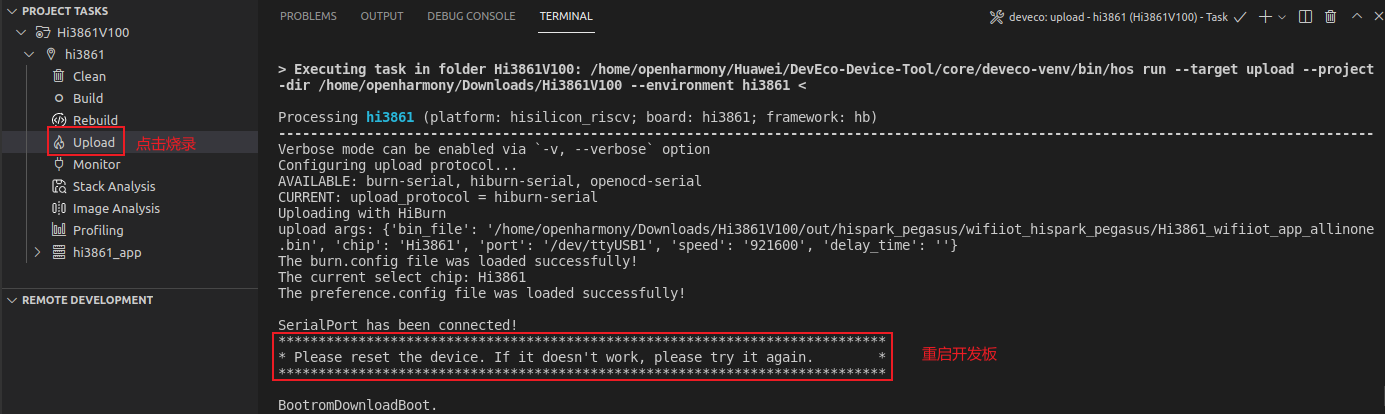 PROJECT TASKS
Hi3861V100
hi3861
Clean
Build
Rebuild
Upload
点击烧录
Monitor
Stack Analysis
Image Analysis
Profiling
hi3861_app
REMOTE DEVELOPMENT
PROBLEMS OUTPUT DEBUG CONSOLE TERMINAL
deveco: upload - hi3861 (Hi3861V100) - Task
> Executing task in folder Hi3861V100: /home/openharmony/Huawei/DevEco-Device-Tool/core/deveco-venv/bin/hos run --target upload --project
-dir /home/openharmony/Downloads/Hi3861V100 --environment hi3861 <
Processing hi3861 (platform: hisilicon_riscv; board: hi3861; framework: hb)
Verbose mode can be enabled via `-v, --verbose` option
Configuring upload protocol...
AVAILABLE: burn-serial, hiburn-serial, openocd-serial
CURRENT: upload_protocol = hiburn-serial
Uploading with HiBurn
upload args: {'bin_file': '/home/openharmony/Downloads/Hi3861V100/out/hispark_pegasus/wifiiot_hispark_pegasus/Hi3861_wifiiot_app_allinone
.bin', 'chip': 'Hi3861', 'port': '/dev/ttyUSB1', 'speed': '921600', 'delay_time': ''}
The burn.config file was loaded successfully!
The current select chip: Hi3861
The preference.config file was loaded successfully!
SerialPort has been connected!
****************************************************************************
* Please reset the device. If it doesn't work, please try it again. *
****************************************************************************
重启开发板
BootromDownloadBoot.